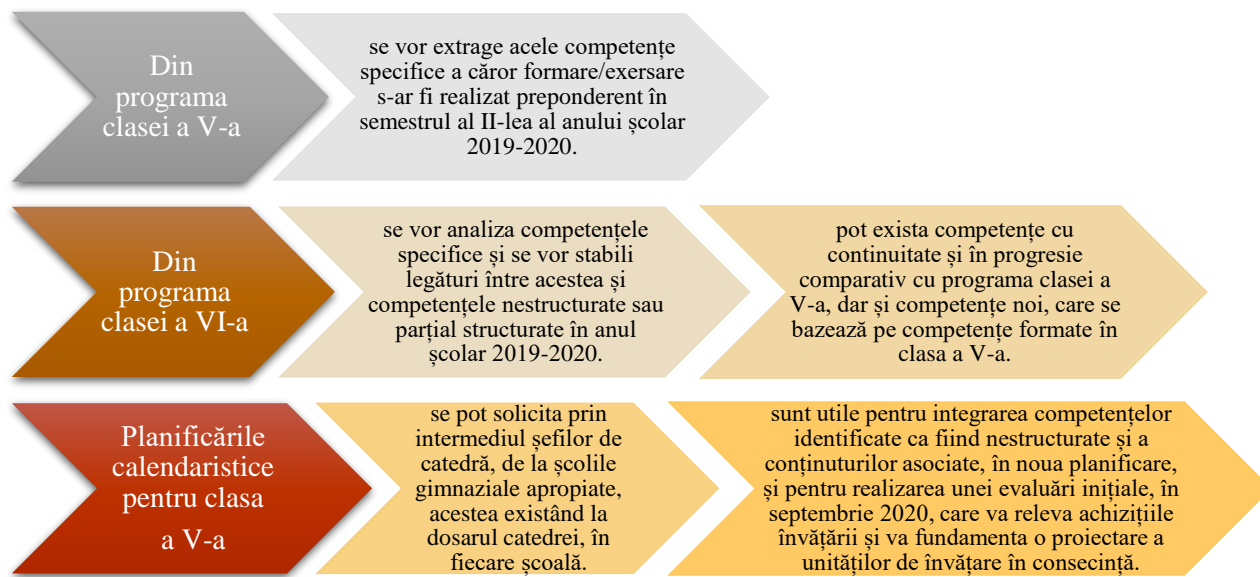 Din
programa
clasei a V-a
se vor extrage acele competențe
specifice a căror formare/exersare
s-ar fi realizat preponderent în
semestrul al II-lea al anului școlar
2019-2020.
Din
programa
clasei a VI-a
se vor analiza competențele
specifice și se vor stabili
legături între acestea și
competențele nestructurate sau
parțial structurate în anul
școlar 2019-2020.
pot exista competențe cu
continuitate și în progresie
comparativ cu programa clasei a
V-a, dar și competențe noi, care se
bazează pe competențe formate în
clasa a V-a.
Planificările
calendaristice
pentru clasa
a V-a
se pot solicita prin
intermediul șefilor de
catedră, de la școlile
gimnaziale apropiate,
acestea existând la
dosarul catedrei, în
fiecare școală.
sunt utile pentru integrarea competențelor
identificate ca fiind nestructurate și a
conținuturilor asociate, în noua planificare,
și pentru realizarea unei evaluări inițiale, în
septembrie 2020, care va releva achizițiile
învățării și va fundamenta o proiectare a
unităților de învățare în consecință.